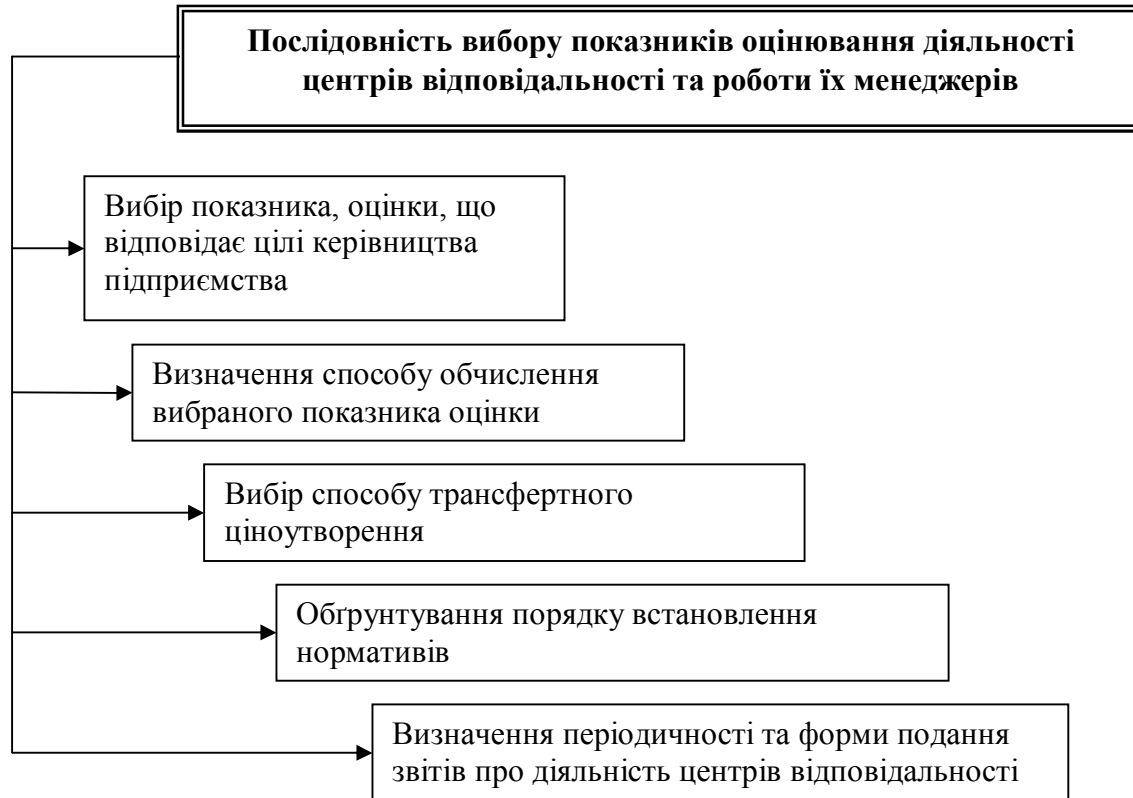 Послідовність вибору показників оцінювання діяльності
центрів відповідальності та роботи їх менеджерів
Вибір показника, оцінки, що
відповідає цілі керівництва
підприємства
Визначення способу обчислення
вибраного показника оцінки
Вибір способу трансфертного
ціноутворення
Обґрунтування порядку встановлення
нормативів
Визначення періодичності та форми подання
звітів про діяльність центрів відповідальності